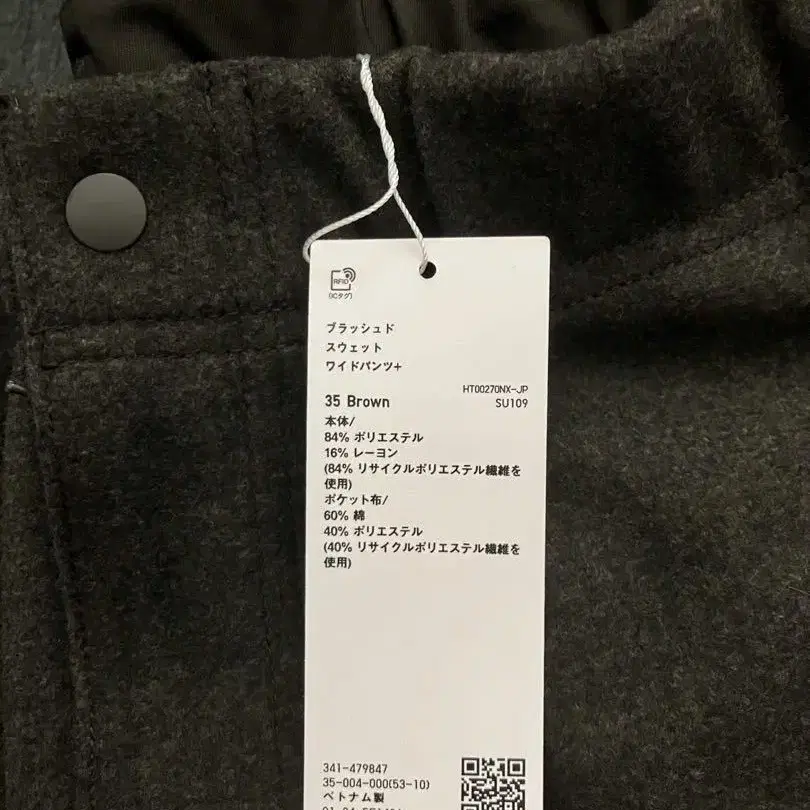 RFID
(ICタグ)
ブラッシュド
スウェット
ワイドパンツ+
HT00270NX-JP
35 Brown
SU109
本体/
84% ポリエステル
16% レーヨン
(84% リサイクルポリエステル繊維を
使用)
ポケット布/
60% 綿
40% ポリエステル
(40% リサイクルポリエステル繊維を
使用)
341-479847
35-004-000(53-10)
ベトナム製